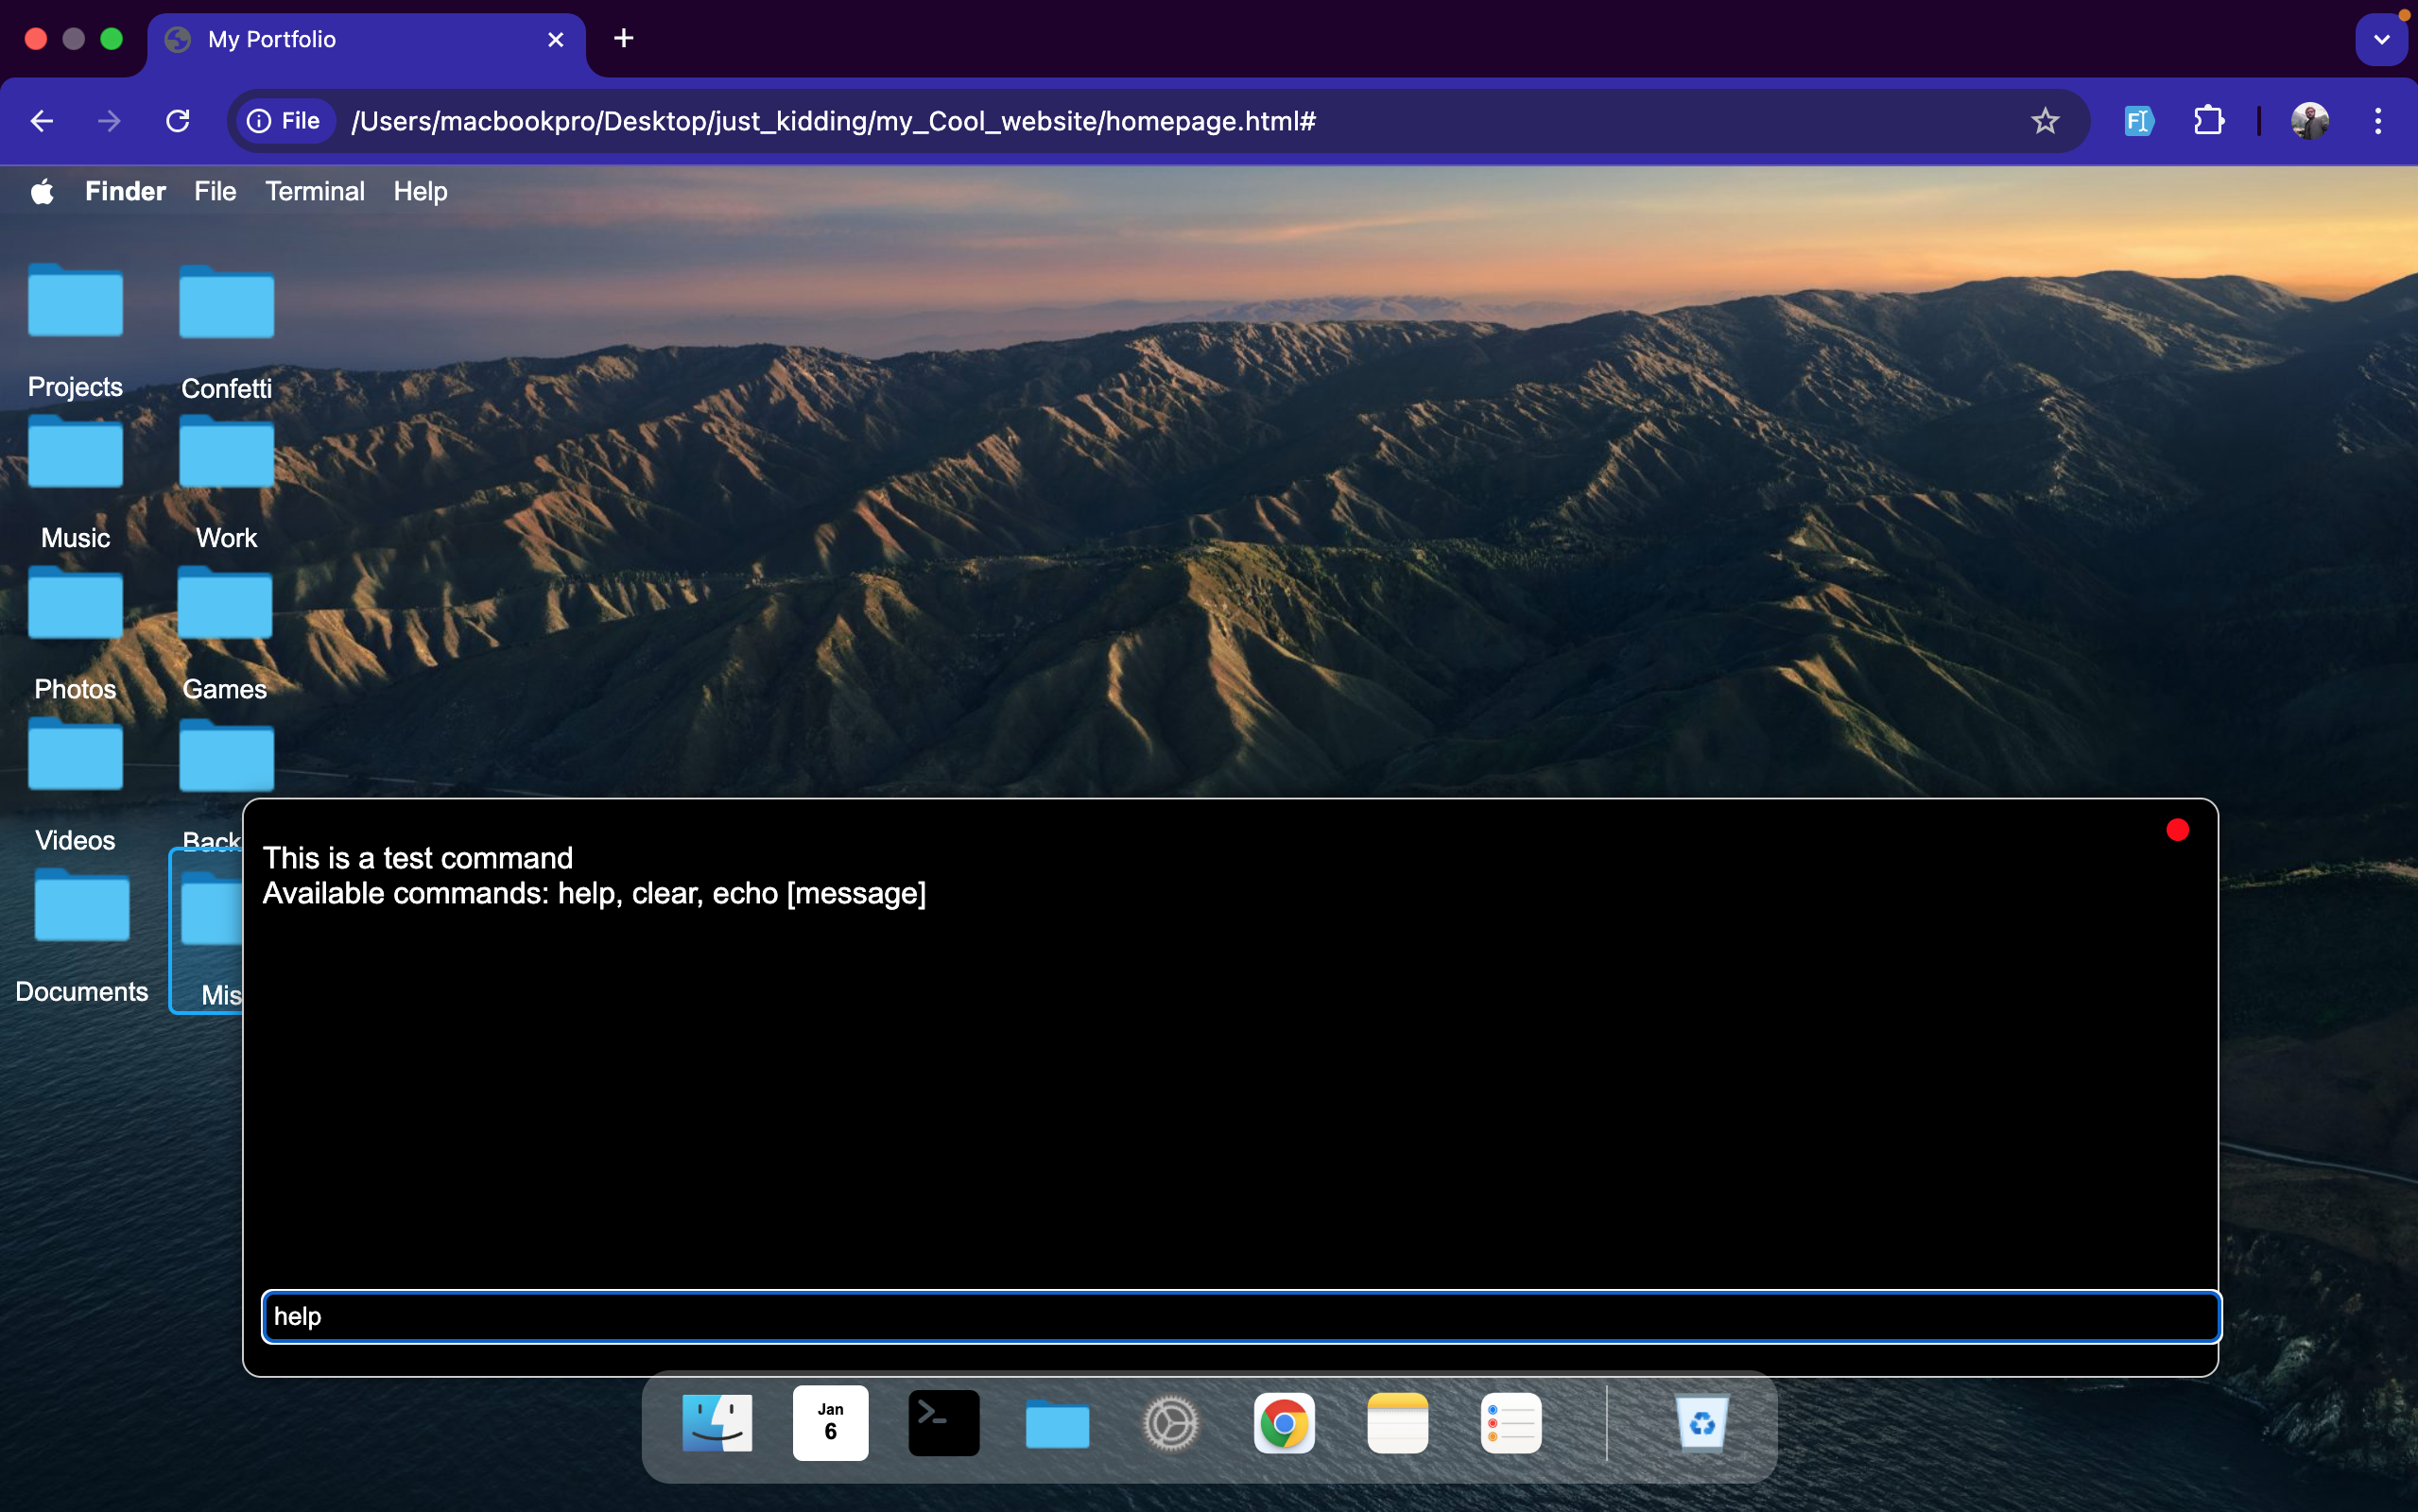 My Portfolio
File /Users/macbookpro/Desktop/just_kidding/my_Cool_website/homepage.html#
Finder File Terminal Help
Projects Confetti
Music Work
Photos Games
Videos Back
Documents Mis
This is a test command
Available commands: help, clear, echo [message]
help
Jan
6